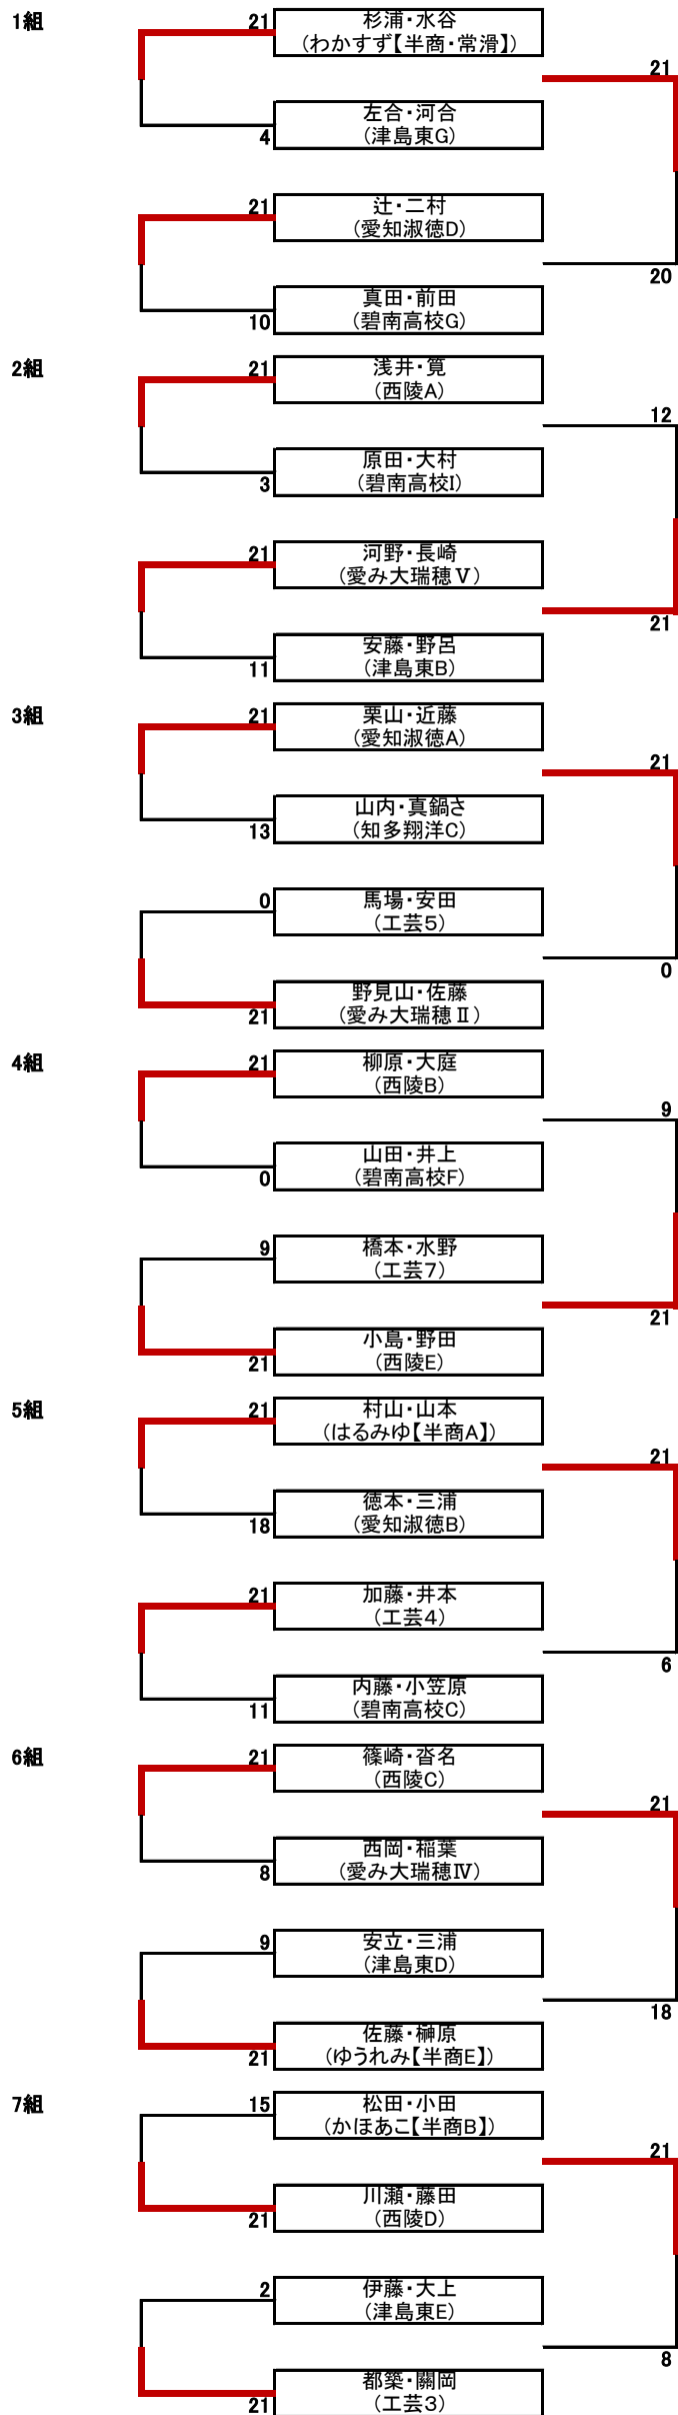 1組
21
杉浦・水谷
(わかすず【半商・常滑】)
21
4
左合・河合
(津島東G)
21
辻・二村
(愛知淑徳D)
20
10
真田・前田
(碧南高校G)
2組
21
浅井・筧
(西陵A)
12
3
原田・大村
(碧南高校I)
21
河野・長崎
(愛み大瑞穂Ⅴ)
21
11
安藤・野呂
(津島東B)
3組
21
栗山・近藤
(愛知淑徳A)
21
13
山内・真鍋さ
(知多翔洋C)
0
馬場・安田
(工芸5)
0
21
野見山・佐藤
(愛み大瑞穂Ⅱ)
4組
21
柳原・大庭
(西陵B)
9
0
山田・井上
(碧南高校F)
9
橋本・水野
(工芸7)
21
21
小島・野田
(西陵E)
5組
21
村山・山本
(はるみゆ【半商A】)
21
18
徳本・三浦
(愛知淑徳B)
21
加藤・井本
(工芸4)
6
11
内藤・小笠原
(碧南高校C)
6組
21
篠崎・沓名
(西陵C)
21
8
西岡・稲葉
(愛み大瑞穂Ⅳ)
9
安立・三浦
(津島東D)
18
21
佐藤・榊原
(ゆうれみ【半商E】)
7組
15
松田・小田
(かほあこ【半商B】)
21
21
川瀬・藤田
(西陵D)
2
伊藤・大上
(津島東E)
8
21
都築・關岡
(工芸3)